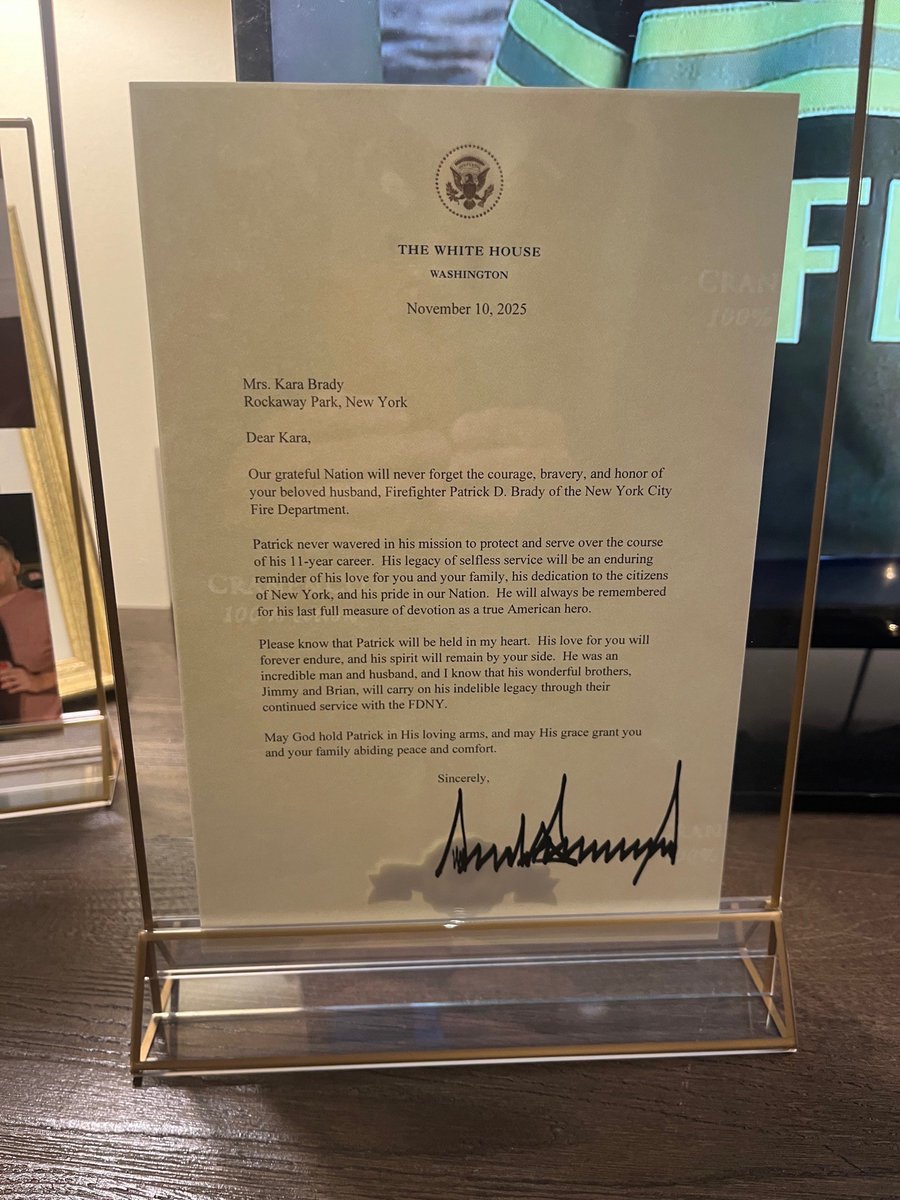 THE WHITE HOUSE
WASHINGTON
November 10, 2025
Mrs. Kara Brady
Rockaway Park, New York
Dear Kara,
Our grateful Nation will never forget the courage, bravery, and honor of
your beloved husband, Firefighter Patrick D. Brady of the New York City
Fire Department.
Patrick never wavered in his mission to protect and serve over the course
of his 11-year career. His legacy of selfless service will be an enduring
reminder of his love for you and your family, his dedication to the citizens
of New York, and his pride in our Nation. He will always be remembered
for his last full measure of devotion as a true American hero.
Please know that Patrick will be held in my heart. His love for you will
forever endure, and his spirit will remain by your side. He was an
incredible man and husband, and I know that his wonderful brothers,
Jimmy and Brian, will carry on his indelible legacy through their
continued service with the FDNY.
May God hold Patrick in His loving arms, and may His grace grant you
and your family abiding peace and comfort.
Sincerely,
F
CRAN
100%